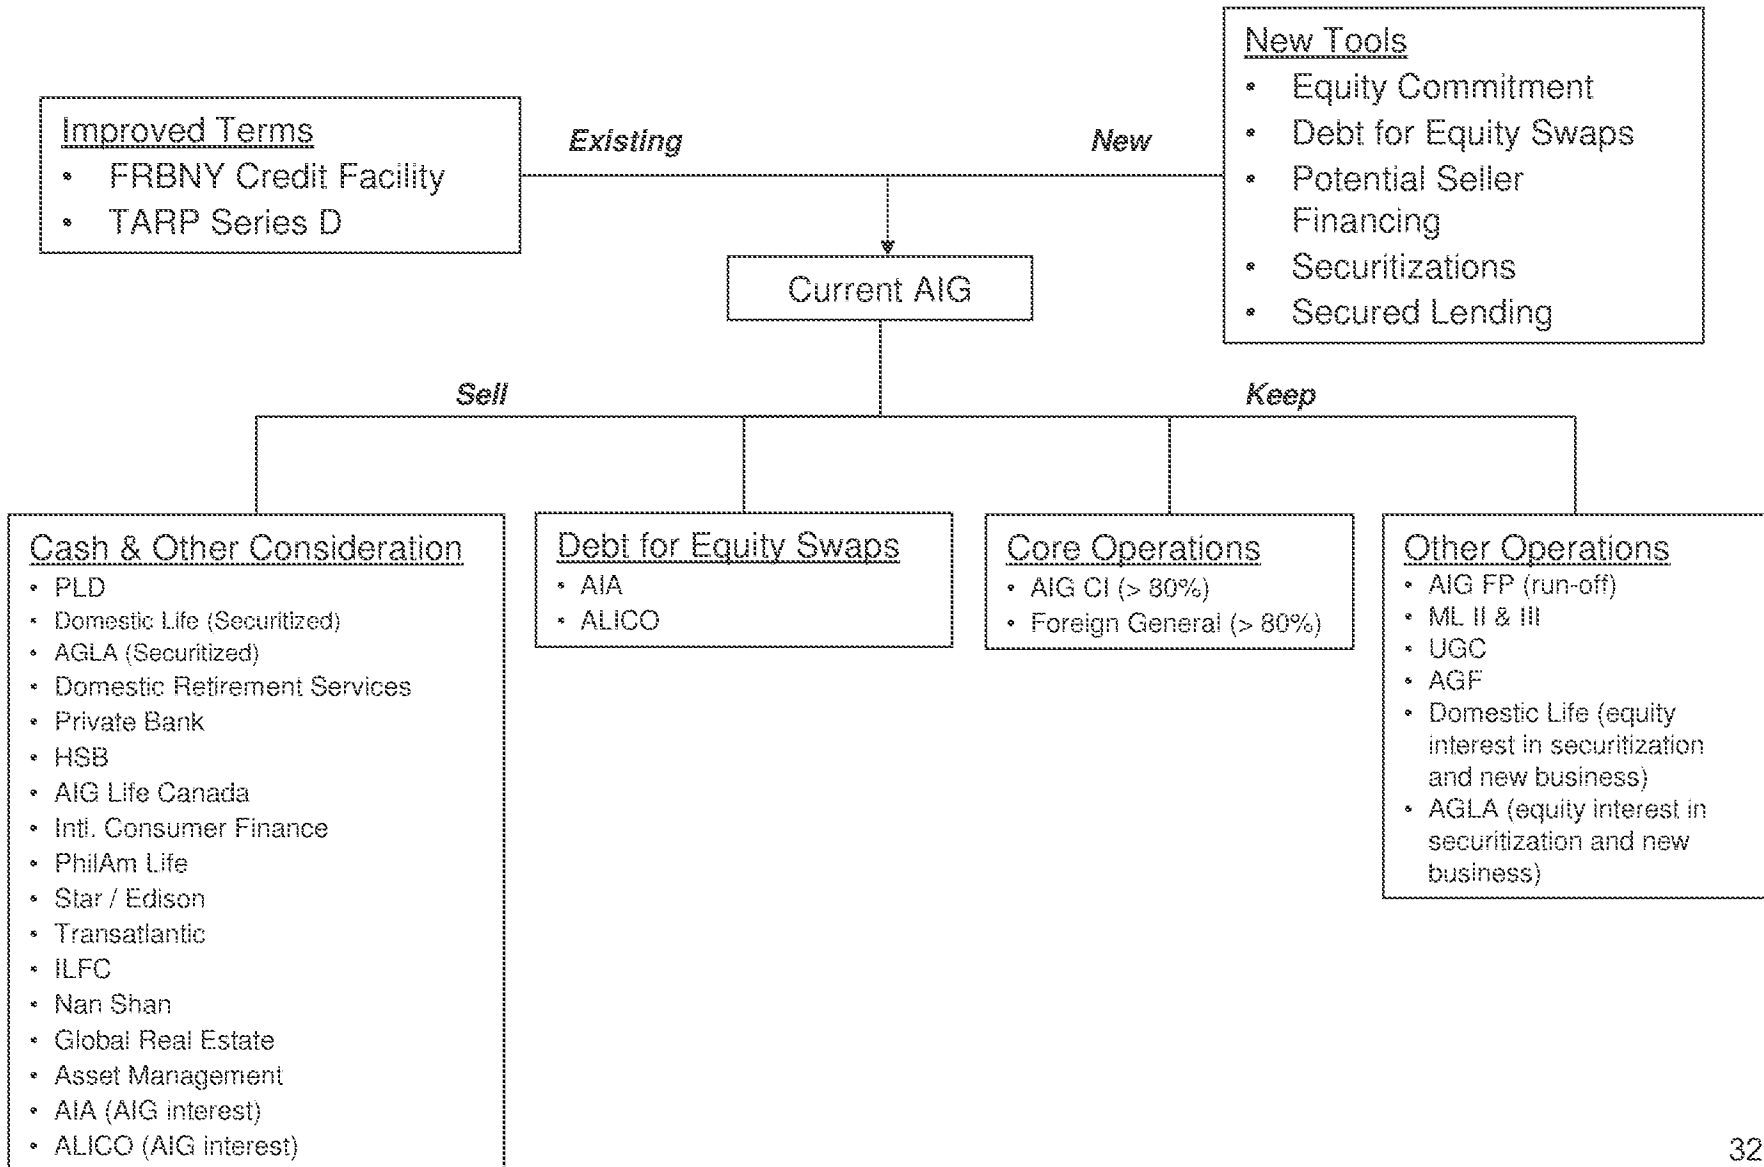 Improved Terms
• FRBNY Credit Facility
• TARP Series D
Existing
New
New Tools
• Equity Commitment
• Debt for Equity Swaps
• Potential Seller
Financing
• Securitizations
• Secured Lending
Current AIG
Sell
Keep
Cash & Other Consideration
• PLD
• Domestic Life (Securitized)
• AGLA (Securitized)
• Domestic Retirement Services
• Private Bank
• HSB
• AIG Life Canada
• Intl. Consumer Finance
• PhilAm Life
• Star / Edison
• Transatlantic
• ILFC
• Nan Shan
• Global Real Estate
• Asset Management
• AIA (AIG interest)
• ALICO (AIG interest)
Debt for Equity Swaps
• AIA
• ALICO
Core Operations
• AIG CI (> 80%)
• Foreign General (> 80%)
Other Operations
• AIG FP (run-off)
• ML II & III
• UGC
• AGF
• Domestic Life (equity
interest in securitization
and new business)
• AGLA (equity interest in
securitization and new
business)
32